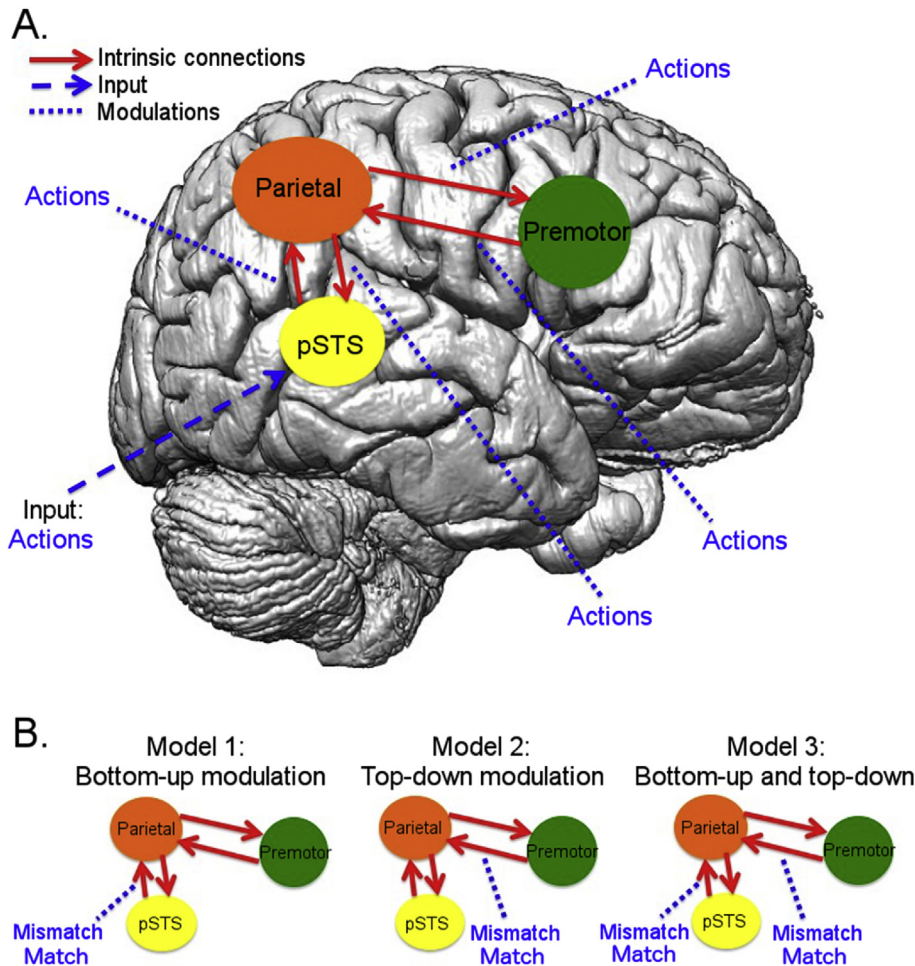 A.
Intrinsic connections
Input
Modulations
Actions
Actions
Parietal
Premotor
pSTS
Input:
Actions
Actions
Actions
B.
Model 1:
Bottom-up modulation
Model 2:
Top-down modulation
Model 3:
Bottom-up and top-down
Parietal
Premotor
pSTS
Mismatch
Match
Parietal
Premotor
pSTS
Mismatch
Match
Parietal
Premotor
pSTS
Mismatch
Match
Mismatch
Match